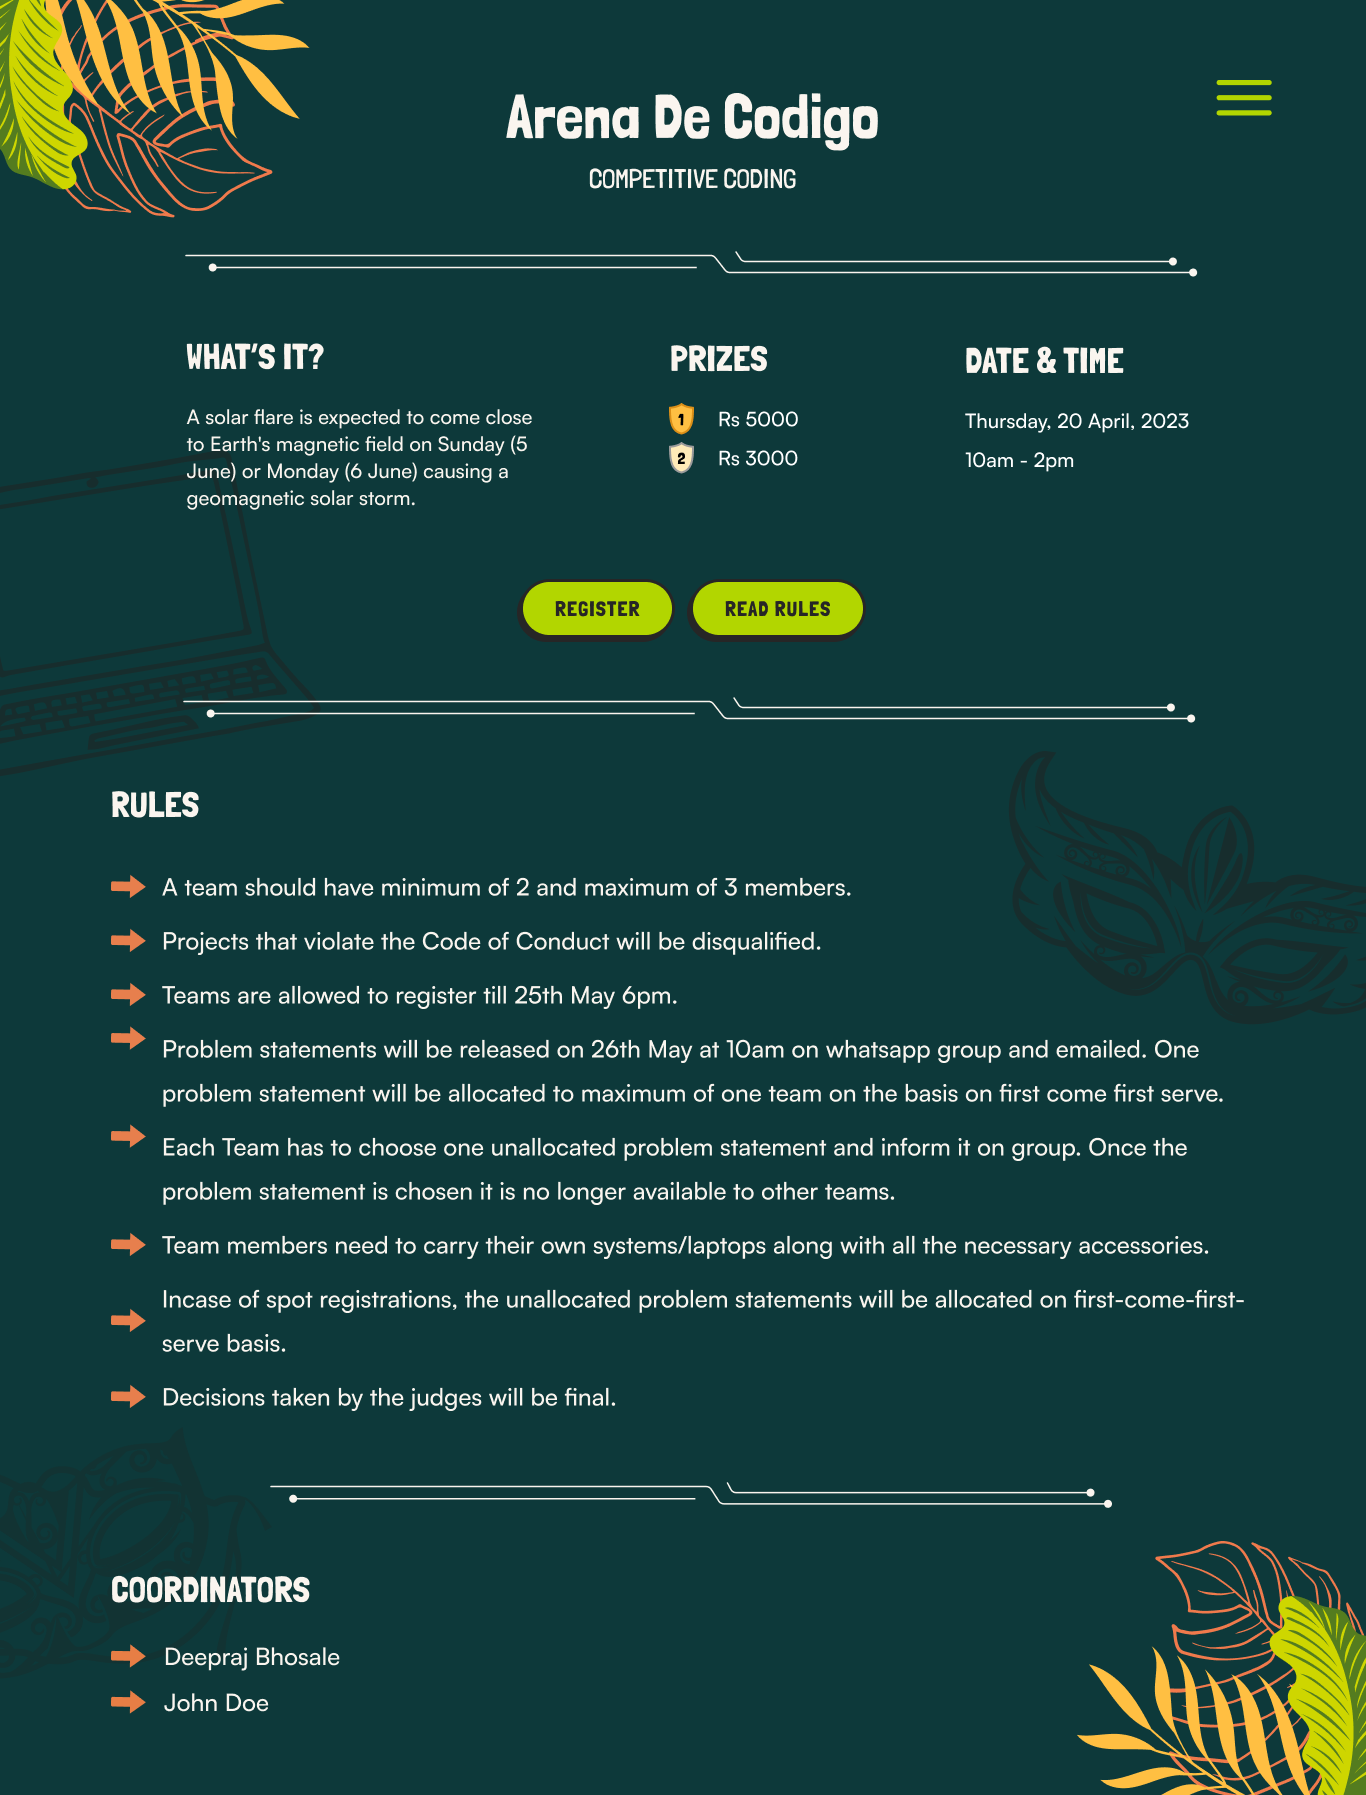 Arena De Codigo
COMPETITIVE CODING
WHAT'S IT?
A solar flare is expected to come close
to Earth's magnetic field on Sunday (5
June) or Monday (6 June) causing a
geomagnetic solar storm.
PRIZES
1 Rs 5000
2 Rs 3000
DATE & TIME
Thursday, 20 April, 2023
10am - 2pm
REGISTER
READ RULES
RULES
A team should have minimum of 2 and maximum of 3 members.
Projects that violate the Code of Conduct will be disqualified.
Teams are allowed to register till 25th May 6pm.
Problem statements will be released on 26th May at 10am on whatsapp group and emailed. One
problem statement will be allocated to maximum of one team on the basis on first come first serve.
Each Team has to choose one unallocated problem statement and inform it on group. Once the
problem statement is chosen it is no longer available to other teams.
Team members need to carry their own systems/laptops along with all the necessary accessories.
Incase of spot registrations, the unallocated problem statements will be allocated on first-come-first-
serve basis.
Decisions taken by the judges will be final.
COORDINATORS
Deepraj Bhosale
John Doe